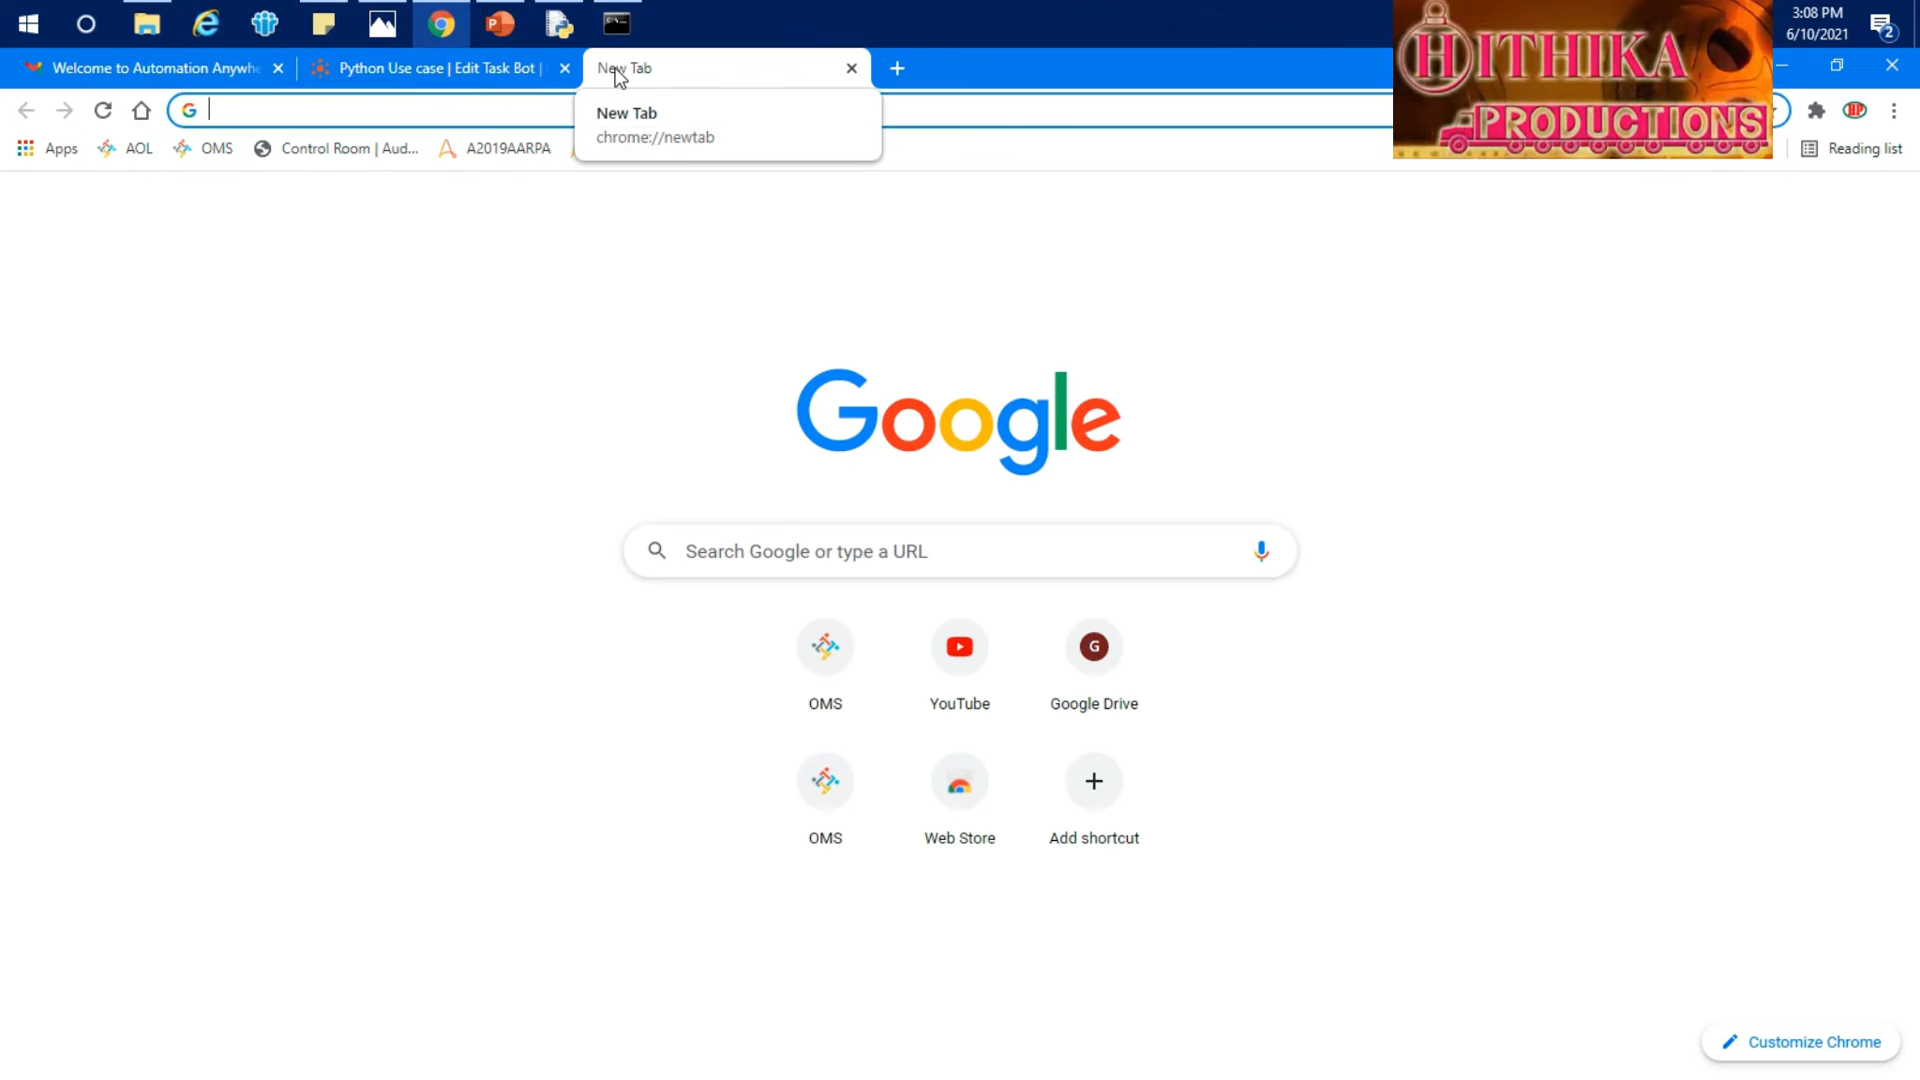 3:08 PM
6/10/2021
2
HITHIKA
PRODUCTIONS
Welcome to Automation Anywhe
Python Use case | Edit Task Bot |
New Tab
New Tab
chrome://newtab
Apps
AOL
OMS
Control Room | Aud...
A2019AARPA
Reading list
Google
Search Google or type a URL
OMS
YouTube
G
Google Drive
OMS
Web Store
Add shortcut
Customize Chrome